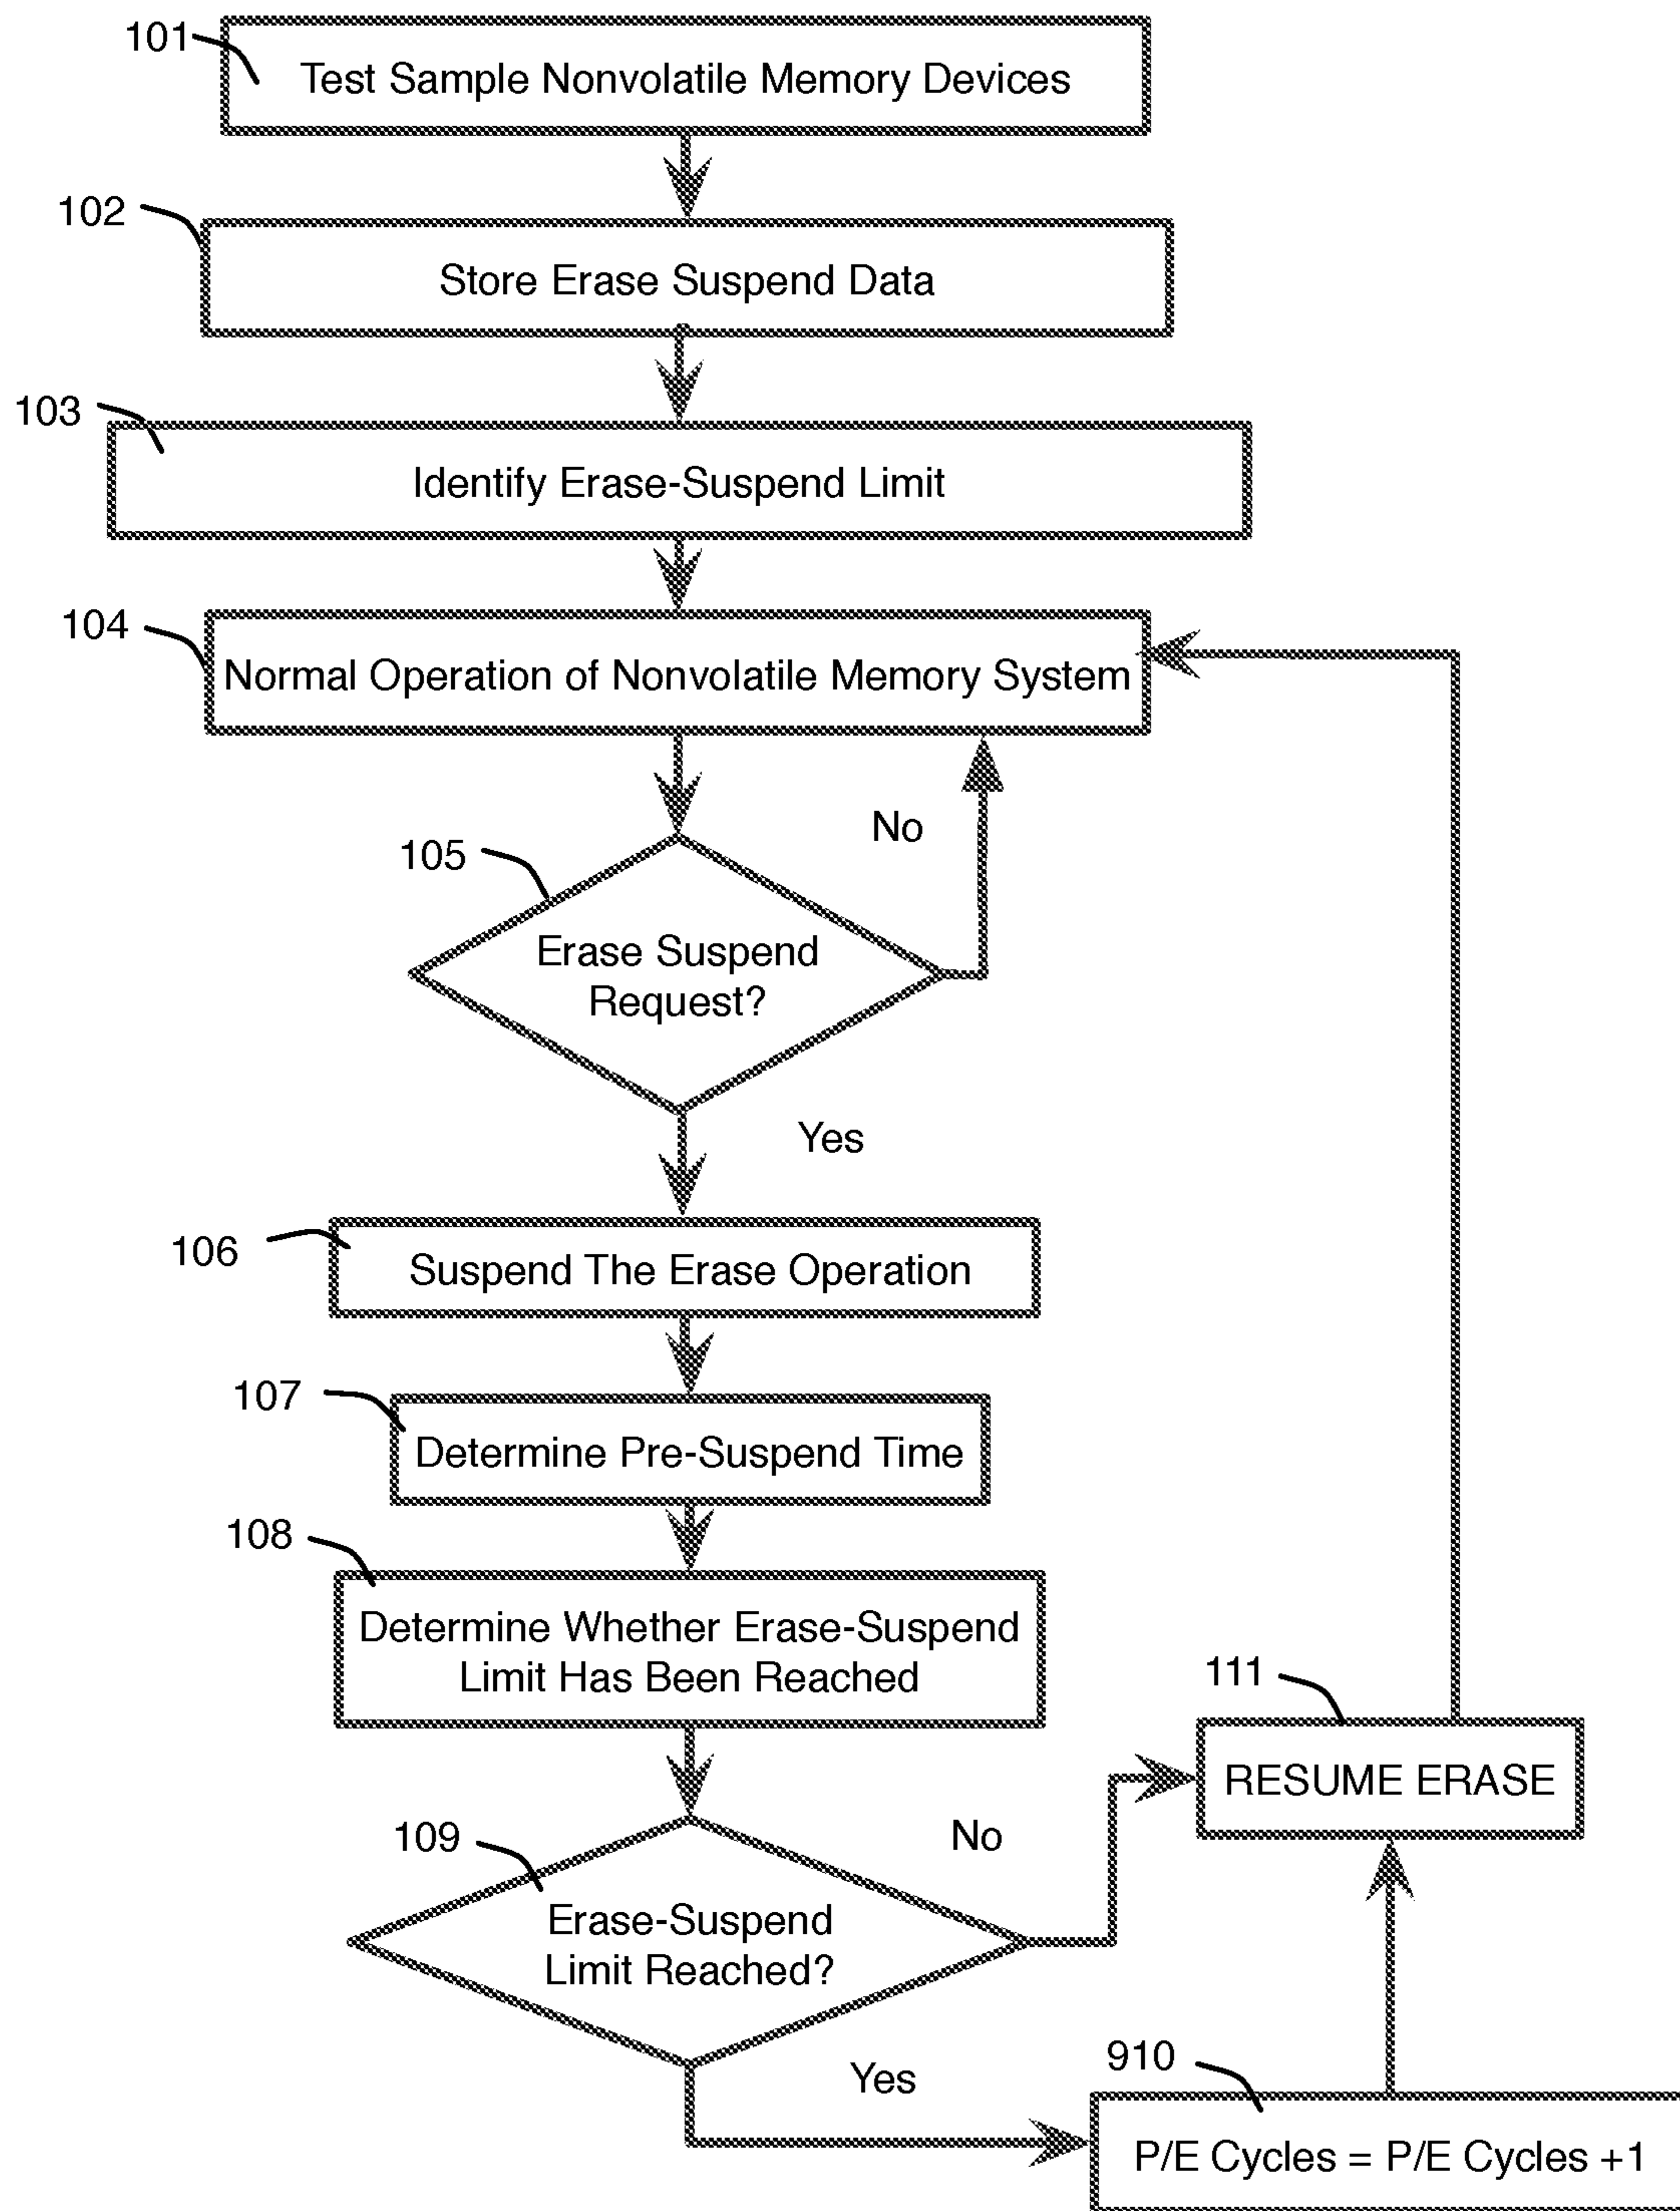 101
Test Sample Nonvolatile Memory Devices
102
Store Erase Suspend Data
103
Identify Erase-Suspend Limit
104
Normal Operation of Nonvolatile Memory System
No
105
Erase Suspend
Request?
Yes
106
Suspend The Erase Operation
107
Determine Pre-Suspend Time
108
Determine Whether Erase-Suspend
Limit Has Been Reached
111
RESUME ERASE
109
No
Erase-Suspend
Limit Reached?
Yes
910
P/E Cycles = P/E Cycles +1